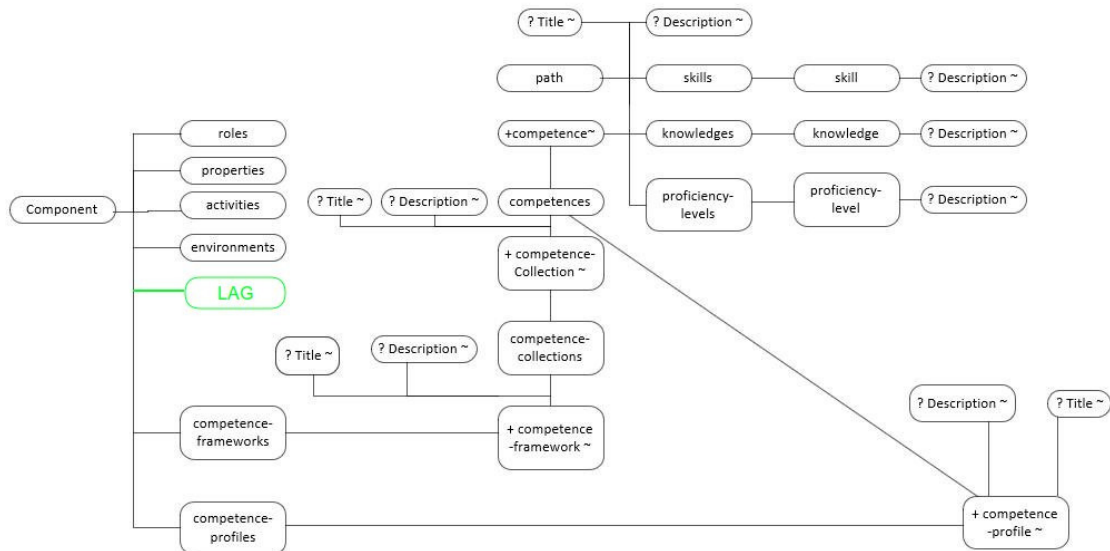 ? Title ~
? Description ~
path
skills
skill
? Description ~
roles
+competence~
knowledges
knowledge
? Description ~
properties
Component
activities
? Title ~
? Description ~
competences
proficiency-
levels
proficiency-
level
? Description ~
environments
+ competence-
Collection ~
LAG
competence-
collections
? Title ~
? Description ~
competence-
frameworks
+ competence
-framework ~
? Description ~
? Title ~
competence-
profiles
+ competence
-profile ~